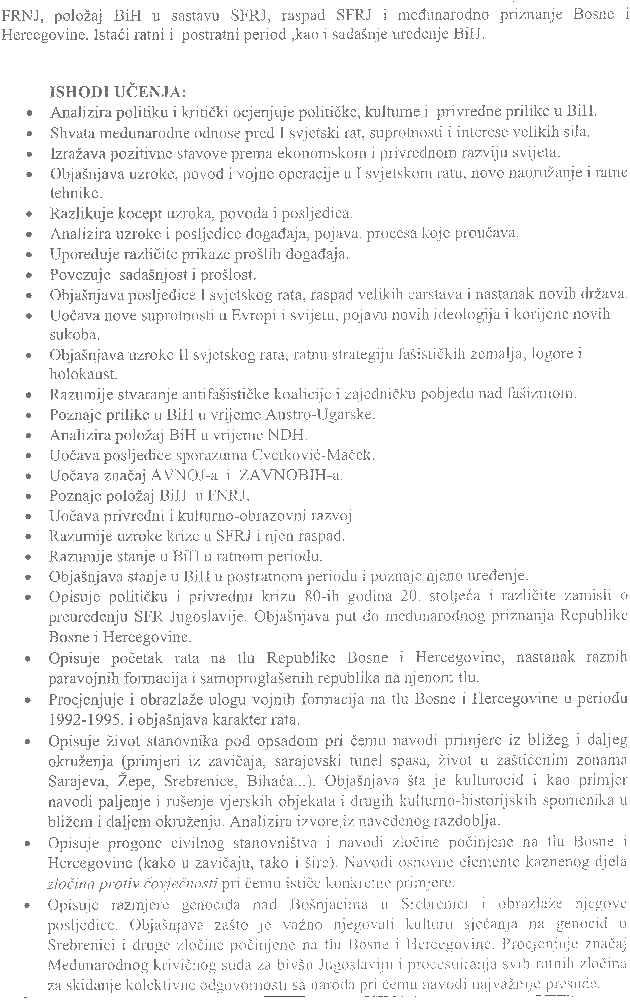 FRNJ, položaj BiH u sastavu SFRJ, raspad SFRJ i međunarodno priznanje Bosne i
Hercegovine. Istaći ratni i postratni period ,kao i sadašnje uređenje BiH.
ISHODI UČENJA:
• Analizira politiku i kritički ocjenjuje političke, kulturne i privredne prilike u BiH.
• Shvata međunarodne odnose pred I svjetski rat, suprotnosti i interese velikih sila.
• Izražava pozitivne stavove prema ekonomskom i privrednom razviju svijeta.
• Objašnjava uzroke, povod i vojne operacije u I svjetskom ratu, novo naoružanje i ratne
tehnike.
• Razlikuje kocept uzroka, povoda i posljedica.
• Analizira uzroke i posljedice događaja, pojava. procesa koje proučava.
• Upoređuje različite prikaze prošlih događaja.
• Povezuje sadašnjost i prošlost.
• Objašnjava posljedice I svjetskog rata, raspad velikih carstava i nastanak novih država.
• Uočava nove suprotnosti u Evropi i svijetu, pojavu novih ideologija i korijene novih
sukoba.
• Objašnjava uzroke II svjetskog rata, ratnu strategiju fašističkih zemalja, logore i
holokaust.
• Razumije stvaranje antifašističke koalicije i zajedničku pobjedu nad fašizmom.
• Poznaje prilike u BiH u vrijeme Austro-Ugarske.
• Analizira položaj BiH u vrijeme NDH.
• Uočava posljedice sporazuma Cvetković-Maček.
• Uočava značaj AVNOJ-a i ZAVNOBIH-a.
• Poznaje položaj BiH u FNRJ.
• Uočava privredni i kulturno-obrazovni razvoj
• Razumije uzroke krize u SFRJ i njen raspad.
• Razumije stanje u BiH u ratnom periodu.
• Objašnjava stanje u BiH u postratnom periodu i poznaje njeno uređenje.
• Opisuje političku i privrednu krizu 80-ih godina 20. stoljeća i različite zamisli o
preuređenju SFR Jugoslavije. Objašnjava put do međunarodnog priznanja Republike
Bosne i Hercegovine.
• Opisuje početak rata na tlu Republike Bosne i Hercegovine, nastanak raznih
paravojnih formacija i samoproglašenih republika na njenom tlu.
• Procjenjuje i obrazlaže ulogu vojnih formacija na tlu Bosne i Hercegovine u periodu
1992-1995. i objašnjava karakter rata.
• Opisuje život stanovnika pod opsadom pri čemu navodi primjere iz bližeg i daljeg
okruženja (primjeri iz zavičaja, sarajevski tunel spasa, život u zaštićenim zonama
Sarajeva, Žepe, Srebrenice, Bihaća...). Objašnjava šta je kulturocid i kao primjer
navodi paljenje i rušenje vjerskih objekata i drugih kulturno-historijskih spomenika u
bližem i daljem okruženju. Analizira izvore iz navedenog razdoblja.
• Opisuje progone civilnog stanovništva i navodi zločine počinjene na tlu Bosne i
Hercegovine (kako u zavičaju, tako i šire). Navodi osnovne elemente kaznenog djela
zločina protiv čovječnosti pri čemu ističe konkretne primjere.
• Opisuje razmjere genocida nad Bošnjacima u Srebrenici i obrazlaže njegove
posljedice. Objašnjava zašto je važno njegovati kulturu sjećanja na genocid u
Srebrenici i druge zločine počinjene na tlu Bosne i Hercegovine. Procjenjuje značaj
Međunarodnog krivičnog suda za bivšu Jugoslaviju i procesuiranja svih ratnih zločina
za skidanje kolektivne odgovornosti sa naroda pri čemu navodi najvažnije presude.